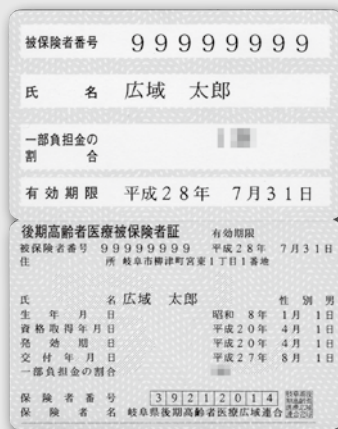 被保険者番号 99999999
氏名 広域 太郎
一部負担金の
割合
有効期限 平成28年 7月31日
後期高齢者医療被保険者証 有効期限
被保険者番号 99999999 平成28年 7月31日
住所 岐阜市柳津町宮東1丁目1番地
氏名 広域 太郎 性別 男
生年月日 昭和 8年 1月 1日
資格取得年月日 平成20年 4月 1日
発効期日 平成20年 4月 1日
交付年月日 平成27年 8月 1日
一部負担金の割合
保険者番号 39212014
保険者名 岐阜県後期高齢者医療広域連合